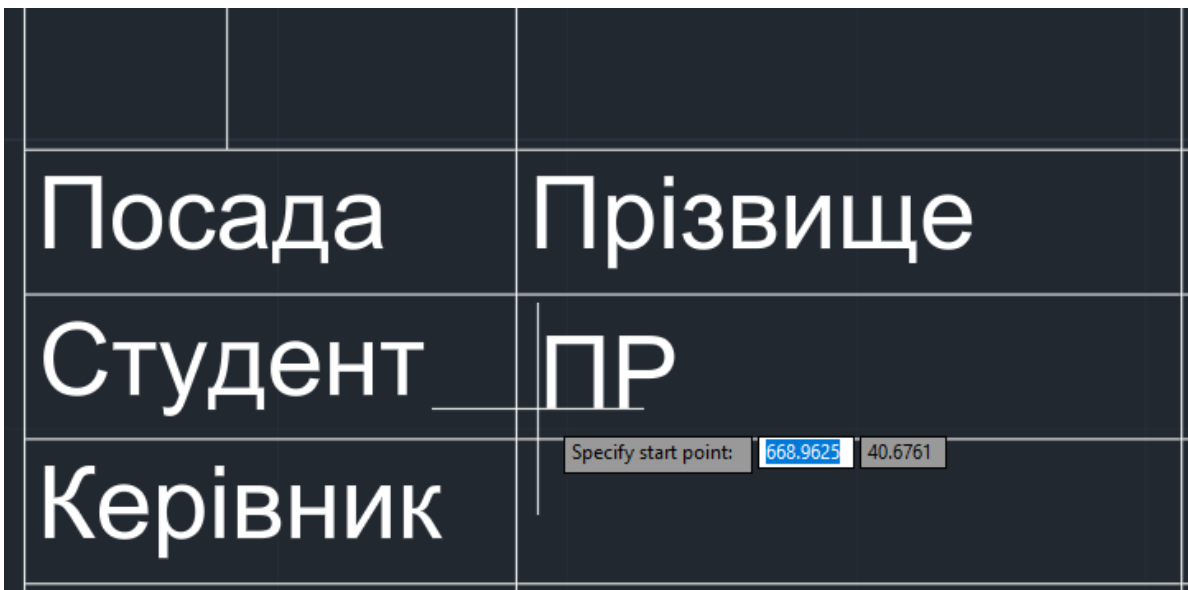 Посада Прізвище
Студент ПР
Specify start point: 668.9625 40.6761
Керівник